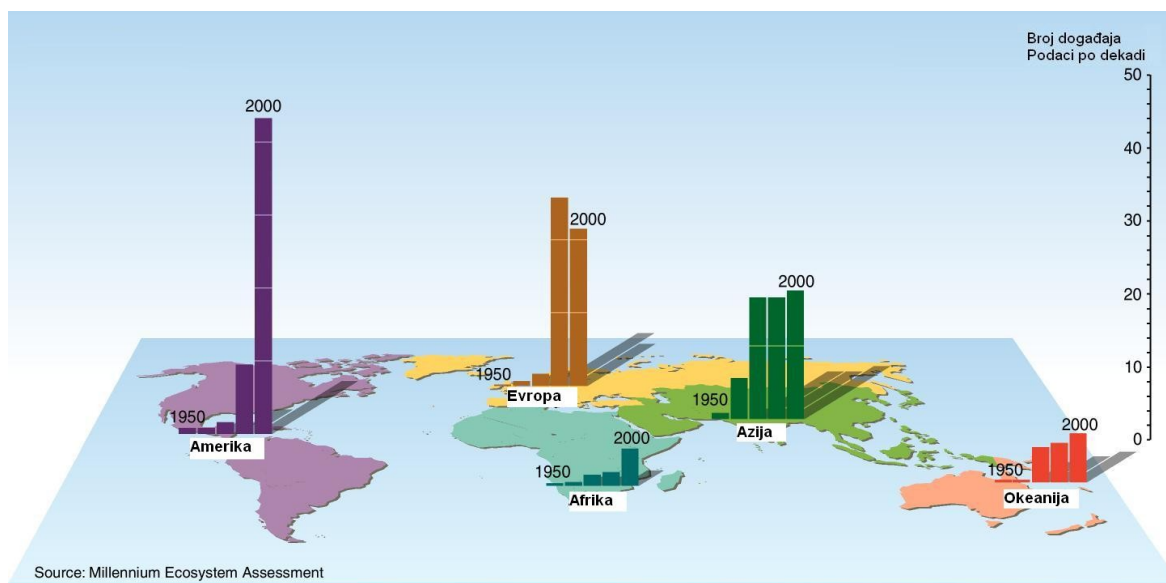 Broj događaja
Podaci po dekadi
50
40
30
20
10
0
2000
1950
Amerika
2000
1950
Evropa
2000
1950
Azija
2000
1950
Afrika
2000
1950
Okeanija
Source: Millennium Ecosystem Assessment